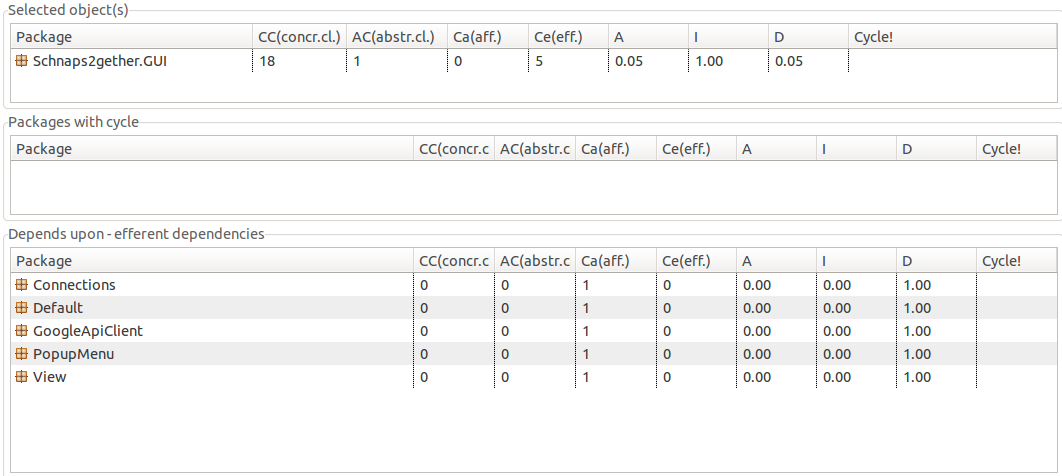 Selected object(s)
Package CC(concr.cl.) AC(abstr.cl.) Ca(aff.) Ce(eff.) A I D Cycle!
Schnaps2gether.GUI 18 1 0 5 0.05 1.00 0.05
Packages with cycle
Package CC(concr.c AC(abstr.c Ca(aff.) Ce(eff.) A I D Cycle!
Depends upon - efferent dependencies
Package CC(concr.c AC(abstr.c Ca(aff.) Ce(eff.) A I D Cycle!
Connections 0 0 1 0 0.00 0.00 1.00
Default 0 0 1 0 0.00 0.00 1.00
GoogleApiClient 0 0 1 0 0.00 0.00 1.00
PopupMenu 0 0 1 0 0.00 0.00 1.00
View 0 0 1 0 0.00 0.00 1.00